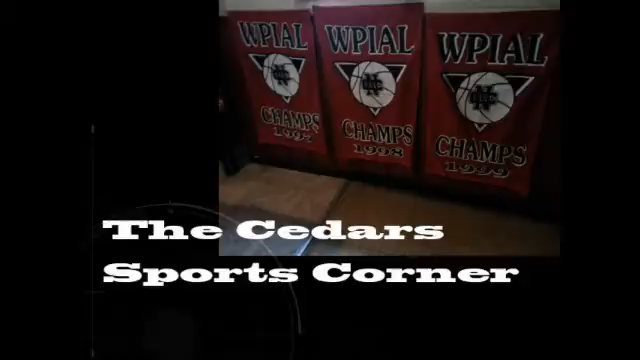 WPIAL
N
CHAMPS
1997
WPIAL
N
CHAMPS
1998
WPIAL
N
CHAMPS
1999
The Cedars
Sports Corner